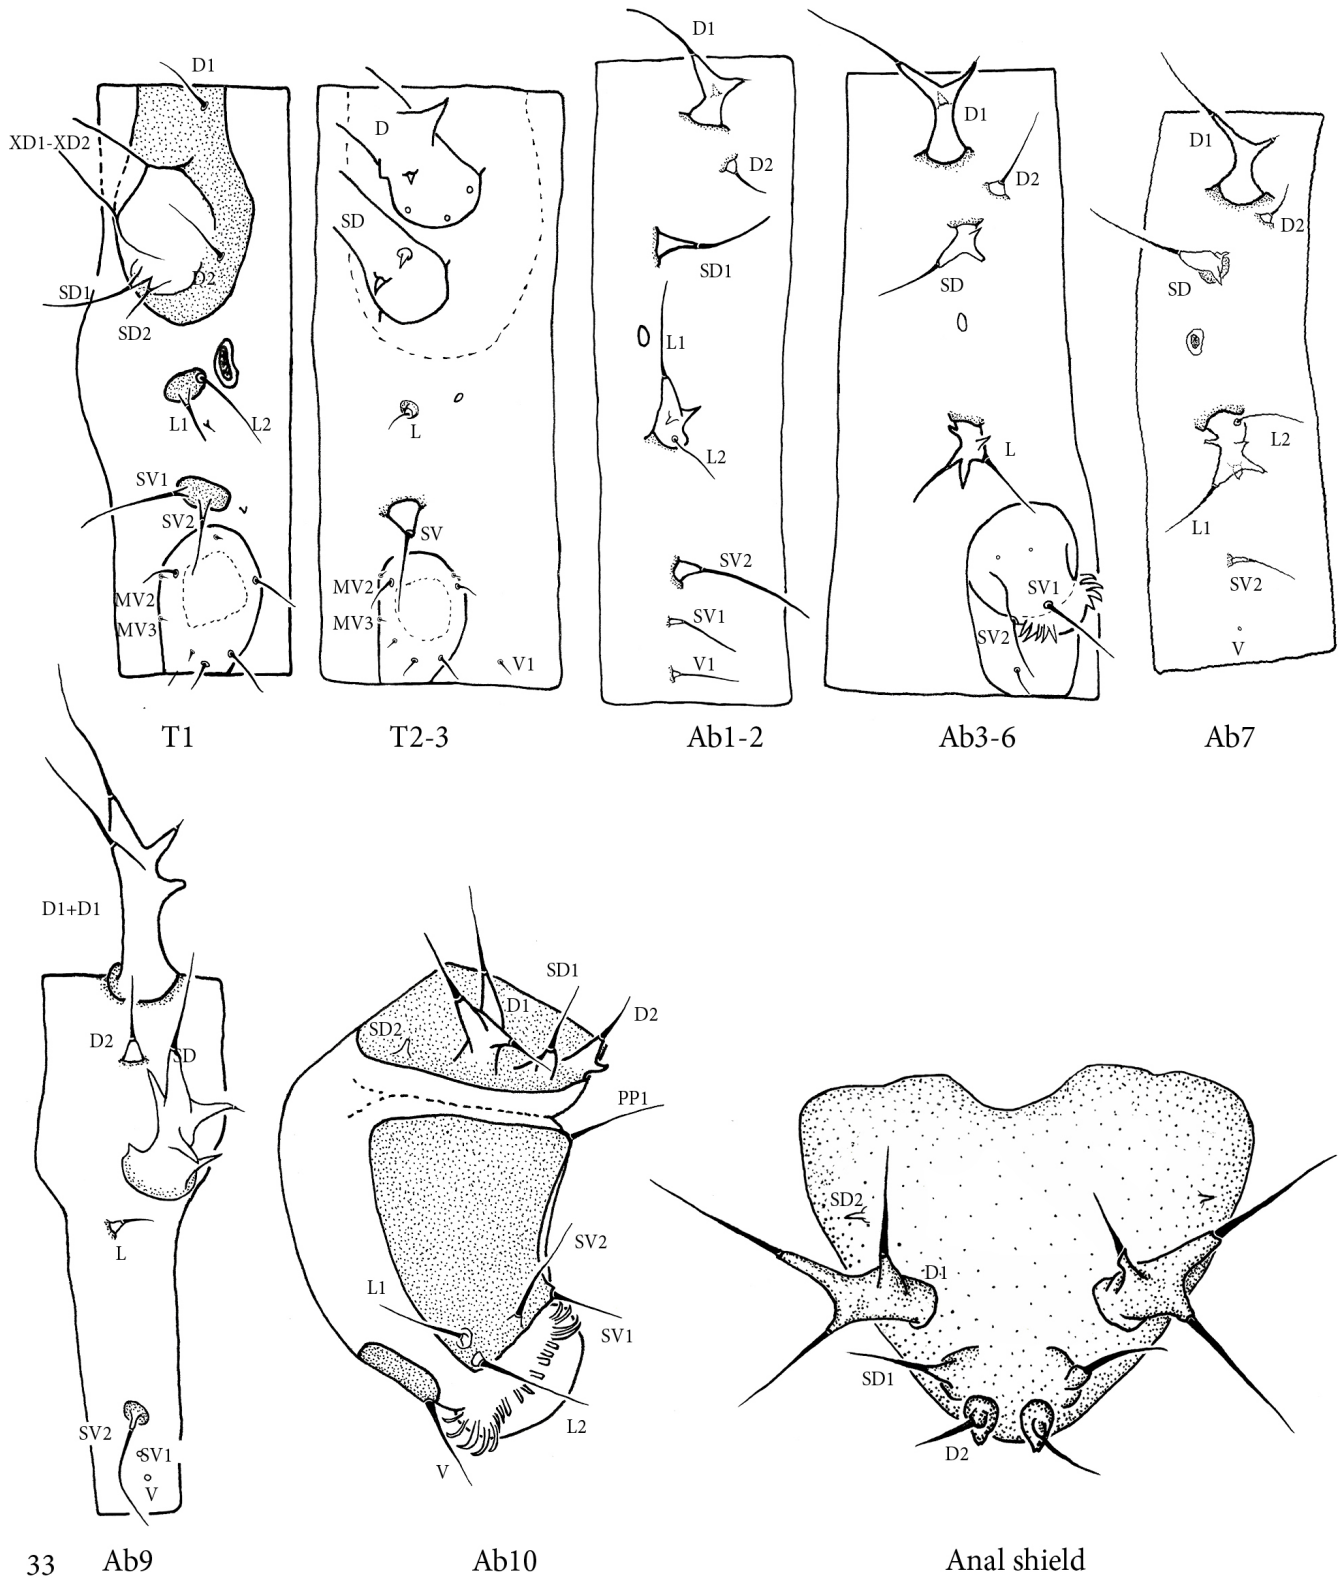 D1
XD1-XD2
D2
SD1
SD2
L1
L2
SV1
SV2
MV2
MV3
T1
D
SD
L
SV
MV2
MV3
V1
T2-3
D1
D2
SD1
L1
L2
SV2
SV1
V1
Ab1-2
D1
D2
SD
L
SV1
SV2
Ab3-6
D1
D2
SD
L2
L1
SV2
V
Ab7
D1+D1
D2
SD
L
SV2
SV1
V
Ab9
SD1
D1
D2
SD2
PP1
SV2
L1
SV1
L2
V
Ab10
SD2
D1
SD1
D2
Anal shield
33